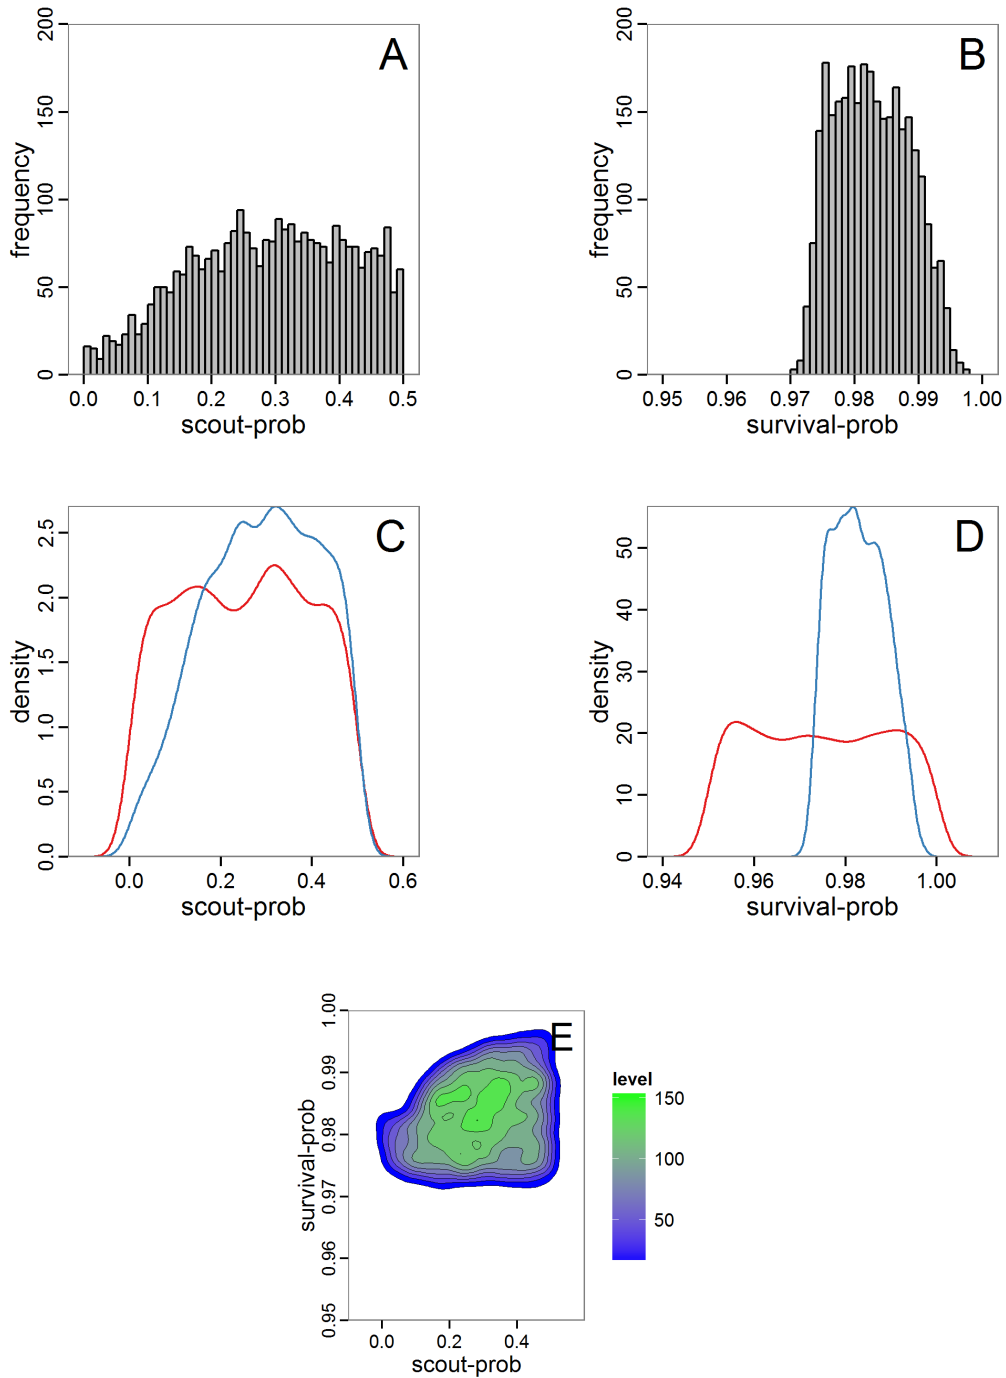 A
frequency
0
50
100
150
200
0.0 0.1 0.2 0.3 0.4 0.5
scout-prob
B
frequency
0
50
100
150
200
0.95 0.96 0.97 0.98 0.99 1.00
survival-prob
C
density
0.0
0.5
1.0
1.5
2.0
2.5
0.0 0.2 0.4 0.6
scout-prob
D
density
0
10
20
30
40
50
0.94 0.96 0.98 1.00
survival-prob
E
survival-prob
0.95
0.96
0.97
0.98
0.99
1.00
0.0 0.2 0.4
scout-prob
level
150
100
50